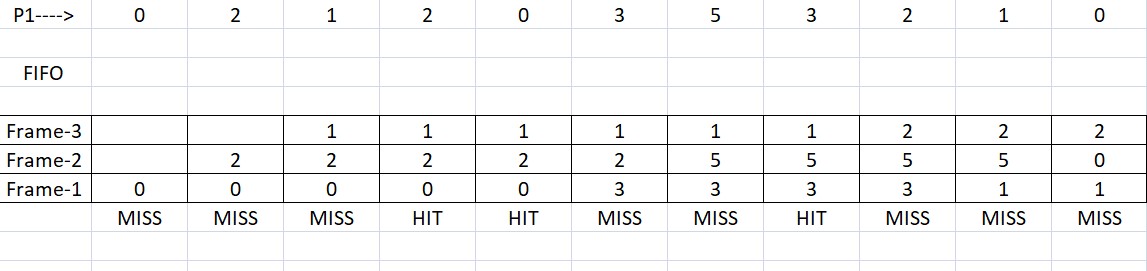 P1----> 0 2 1 2 0 3 5 3 2 1 0
FIFO
Frame-3 1 1 1 1 1 1 2 2 2
Frame-2 2 2 2 2 2 5 5 5 5 0
Frame-1 0 0 0 0 0 3 3 3 3 1 1
MISS MISS MISS HIT HIT MISS MISS HIT MISS MISS MISS